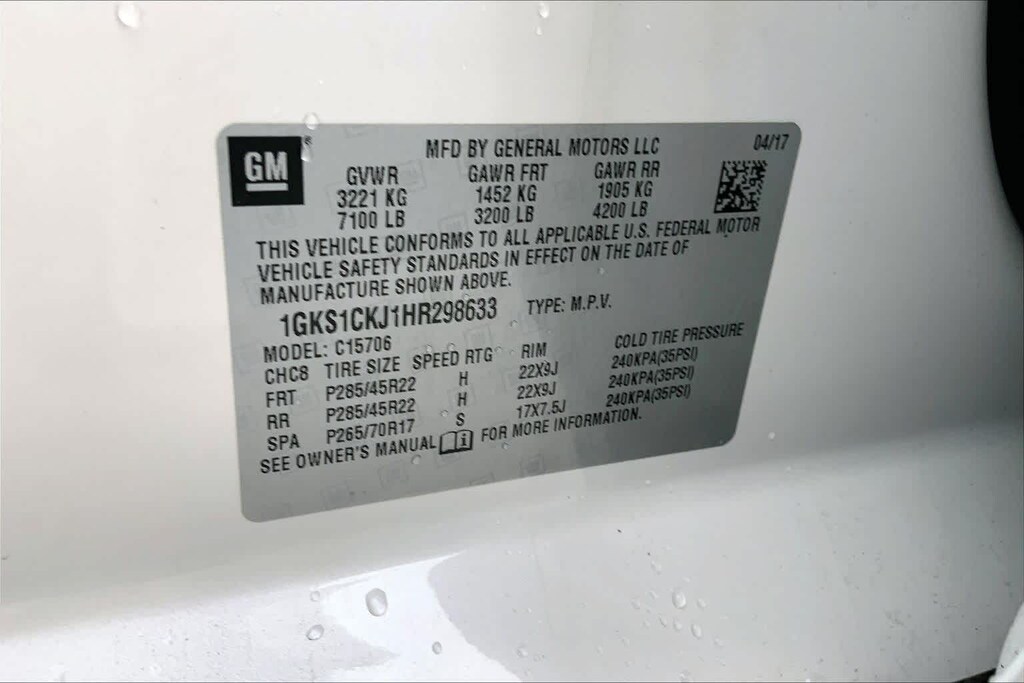 GM
MFD BY GENERAL MOTORS LLC 04/17
GVWR GAWR FRT GAWR RR
3221 KG 1452 KG 1905 KG
7100 LB 3200 LB 4200 LB
THIS VEHICLE CONFORMS TO ALL APPLICABLE U.S. FEDERAL MOTOR
VEHICLE SAFETY STANDARDS IN EFFECT ON THE DATE OF
MANUFACTURE SHOWN ABOVE.
1GKS1CKJ1HR298633 TYPE: M.P.V.
MODEL: C15706
CHC8 TIRE SIZE SPEED RTG RIM COLD TIRE PRESSURE
FRT P285/45R22 H 22X9J 240KPA(35PSI)
RR P285/45R22 H 22X9J 240KPA(35PSI)
SPA P265/70R17 S 17X7.5J 240KPA(35PSI)
SEE OWNER'S MANUAL FOR MORE INFORMATION.